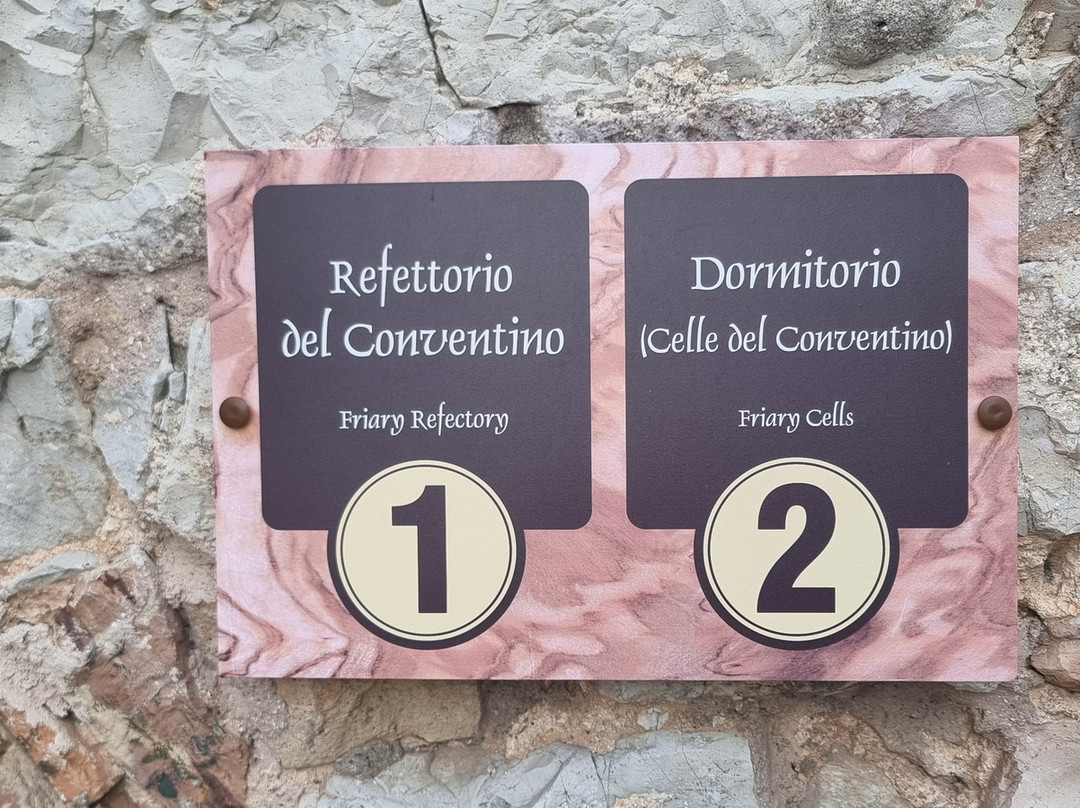 Refettorio
del Conventino
Friary Refectory
1
Dormitorio
(Celle del Conventino)
Friary Cells
2